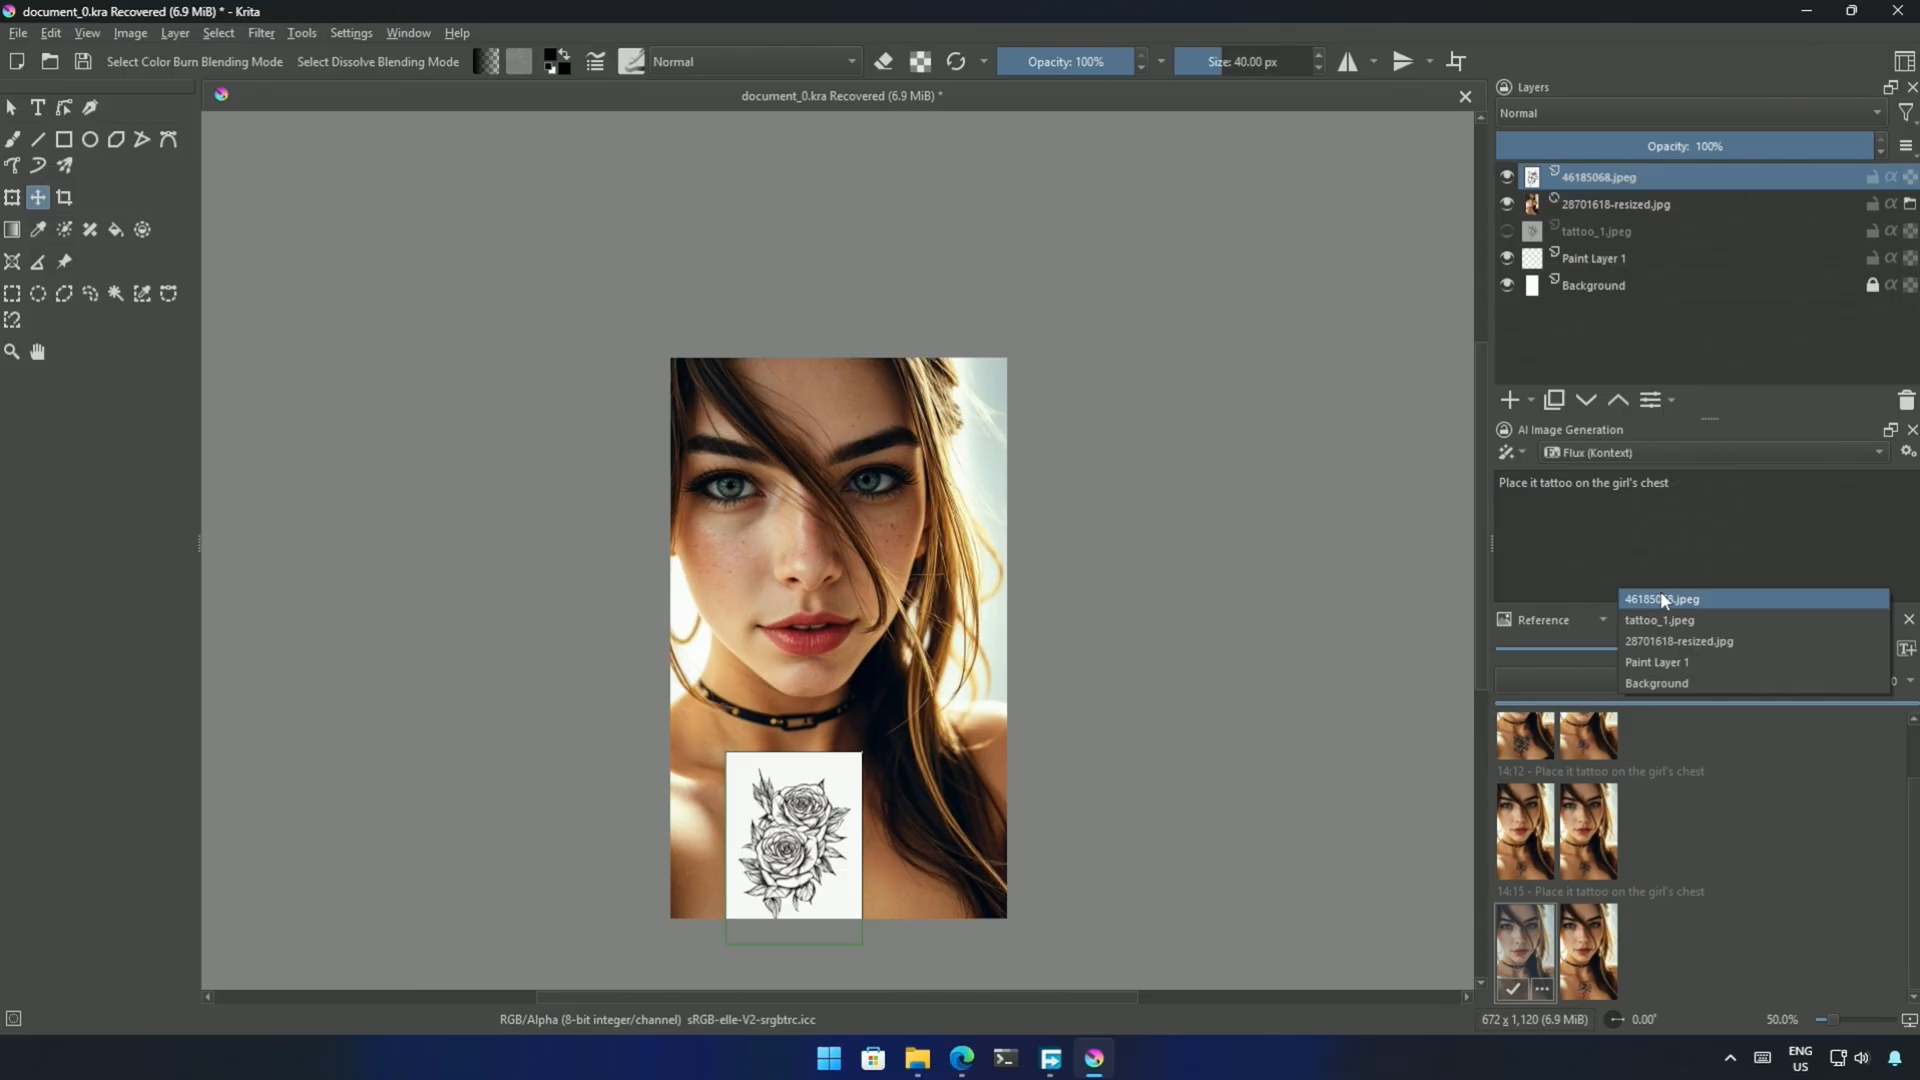 document_0.kra Recovered (6.9 MiB) * - Krita
File Edit View Image Layer Select Filter Tools Settings Window Help
Select Color Burn Blending Mode Select Dissolve Blending Mode Normal Opacity: 100% Size: 40.00 px
document_0.kra Recovered (6.9 MiB) *
Layers
Normal
Opacity: 100%
46185068.jpeg
28701618-resized.jpg
tattoo_1.jpeg
Paint Layer 1
Background
AI Image Generation
Flux (Kontext)
Place it tattoo on the girl's chest
Reference
46185068.jpeg
tattoo_1.jpeg
28701618-resized.jpg
Paint Layer 1
Background
14:12 - Place it tattoo on the girl's chest
14:15 - Place it tattoo on the girl's chest
RGB/Alpha (8-bit integer/channel) sRGB-elle-V2-srgbtrc.icc
672 x 1,120 (6.9 MiB) 0.00° 50.0%
ENG
US